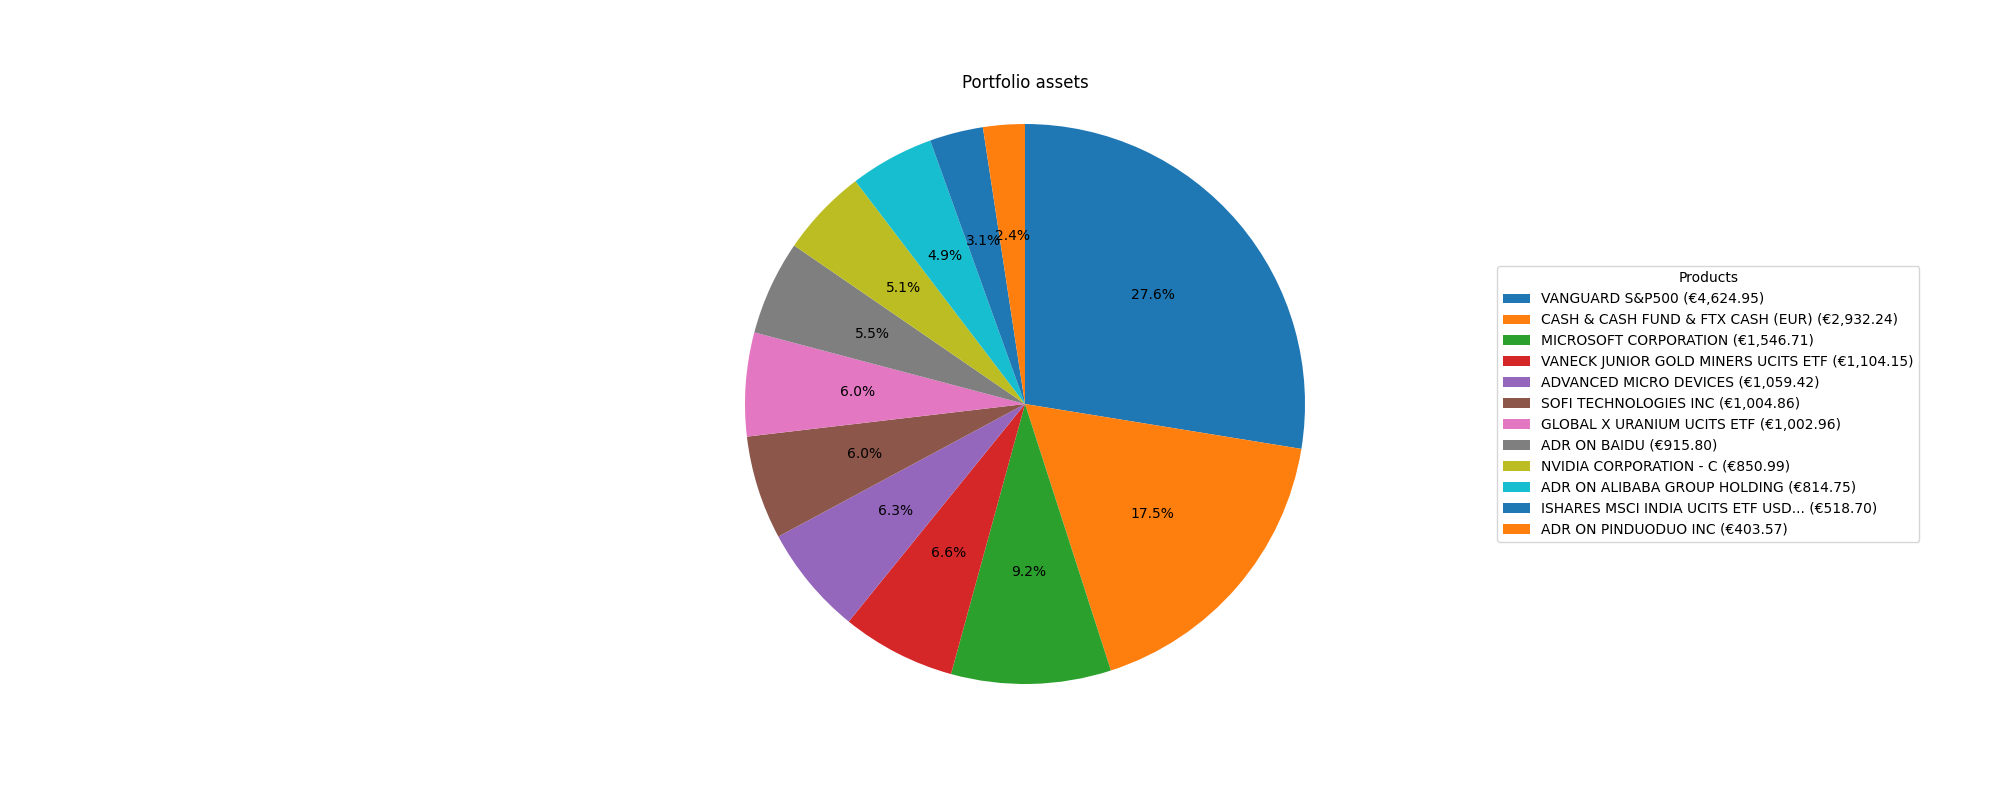 Portfolio assets
27.6%
17.5%
9.2%
6.6%
6.3%
6.0%
6.0%
5.5%
5.1%
4.9%
3.1%
2.4%
Products
VANGUARD S&P500 (€4,624.95)
CASH & CASH FUND & FTX CASH (EUR) (€2,932.24)
MICROSOFT CORPORATION (€1,546.71)
VANECK JUNIOR GOLD MINERS UCITS ETF (€1,104.15)
ADVANCED MICRO DEVICES (€1,059.42)
SOFI TECHNOLOGIES INC (€1,004.86)
GLOBAL X URANIUM UCITS ETF (€1,002.96)
ADR ON BAIDU (€915.80)
NVIDIA CORPORATION - C (€850.99)
ADR ON ALIBABA GROUP HOLDING (€814.75)
ISHARES MSCI INDIA UCITS ETF USD... (€518.70)
ADR ON PINDUODUO INC (€403.57)